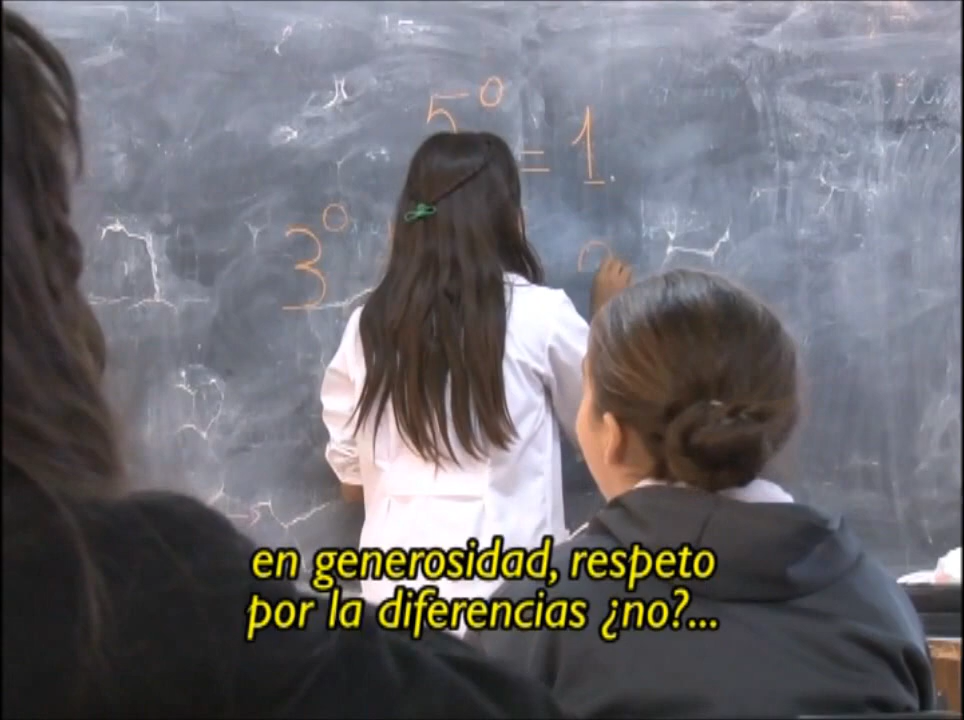 5⁰ = 1
3⁰
en generosidad, respeto
por la diferencias ¿no?...